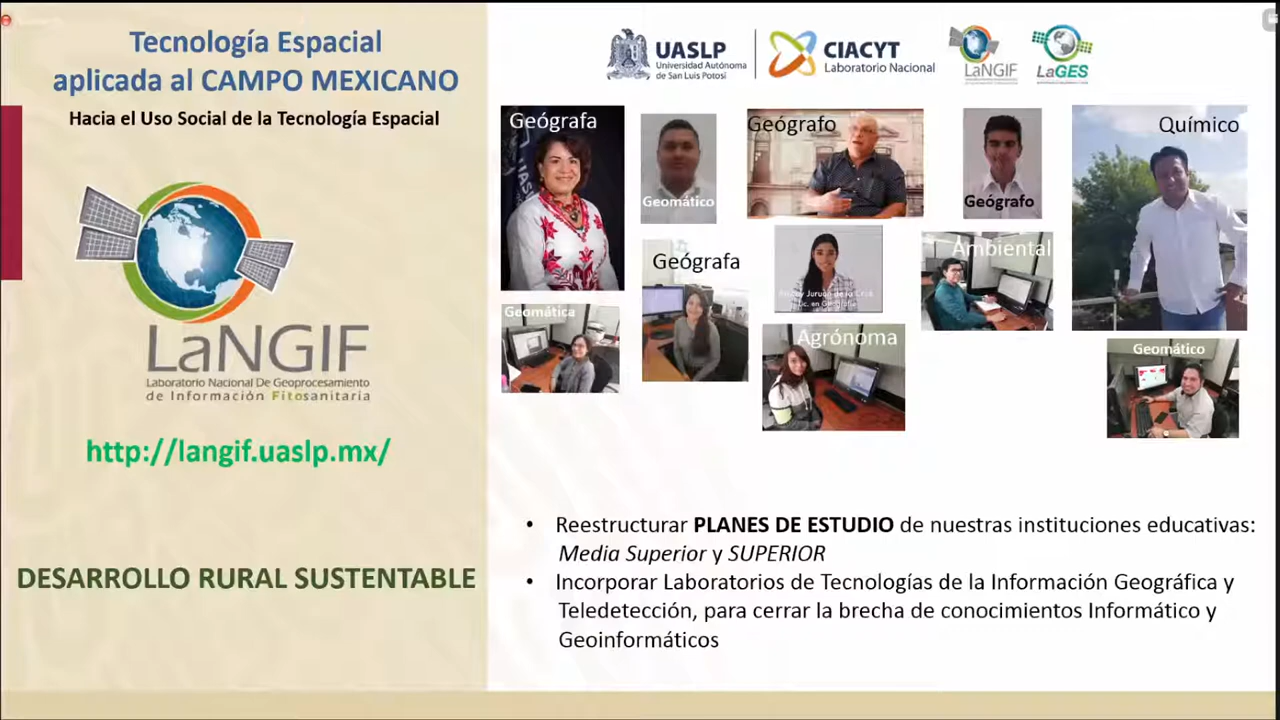 Tecnología Espacial
aplicada al CAMPO MEXICANO
Hacia el Uso Social de la Tecnología Espacial
LaNGIF
Laboratorio Nacional De Geoprocesamiento
de Información Fitosanitaria
http://langif.uaslp.mx/
DESARROLLO RURAL SUSTENTABLE
UASLP
Universidad Autónoma
de San Luis Potosí
CIACYT
Laboratorio Nacional
LaNGIF
LaGES
Geógrafa
Geomático
Geógrafo
Geógrafo
Químico
Geógrafa
Lic. en Geografía
Ambiental
Geomática
Agrónoma
Geomático
• Reestructurar PLANES DE ESTUDIO de nuestras instituciones educativas:
Media Superior y SUPERIOR
• Incorporar Laboratorios de Tecnologías de la Información Geográfica y
Teledetección, para cerrar la brecha de conocimientos Informático y
Geoinformáticos